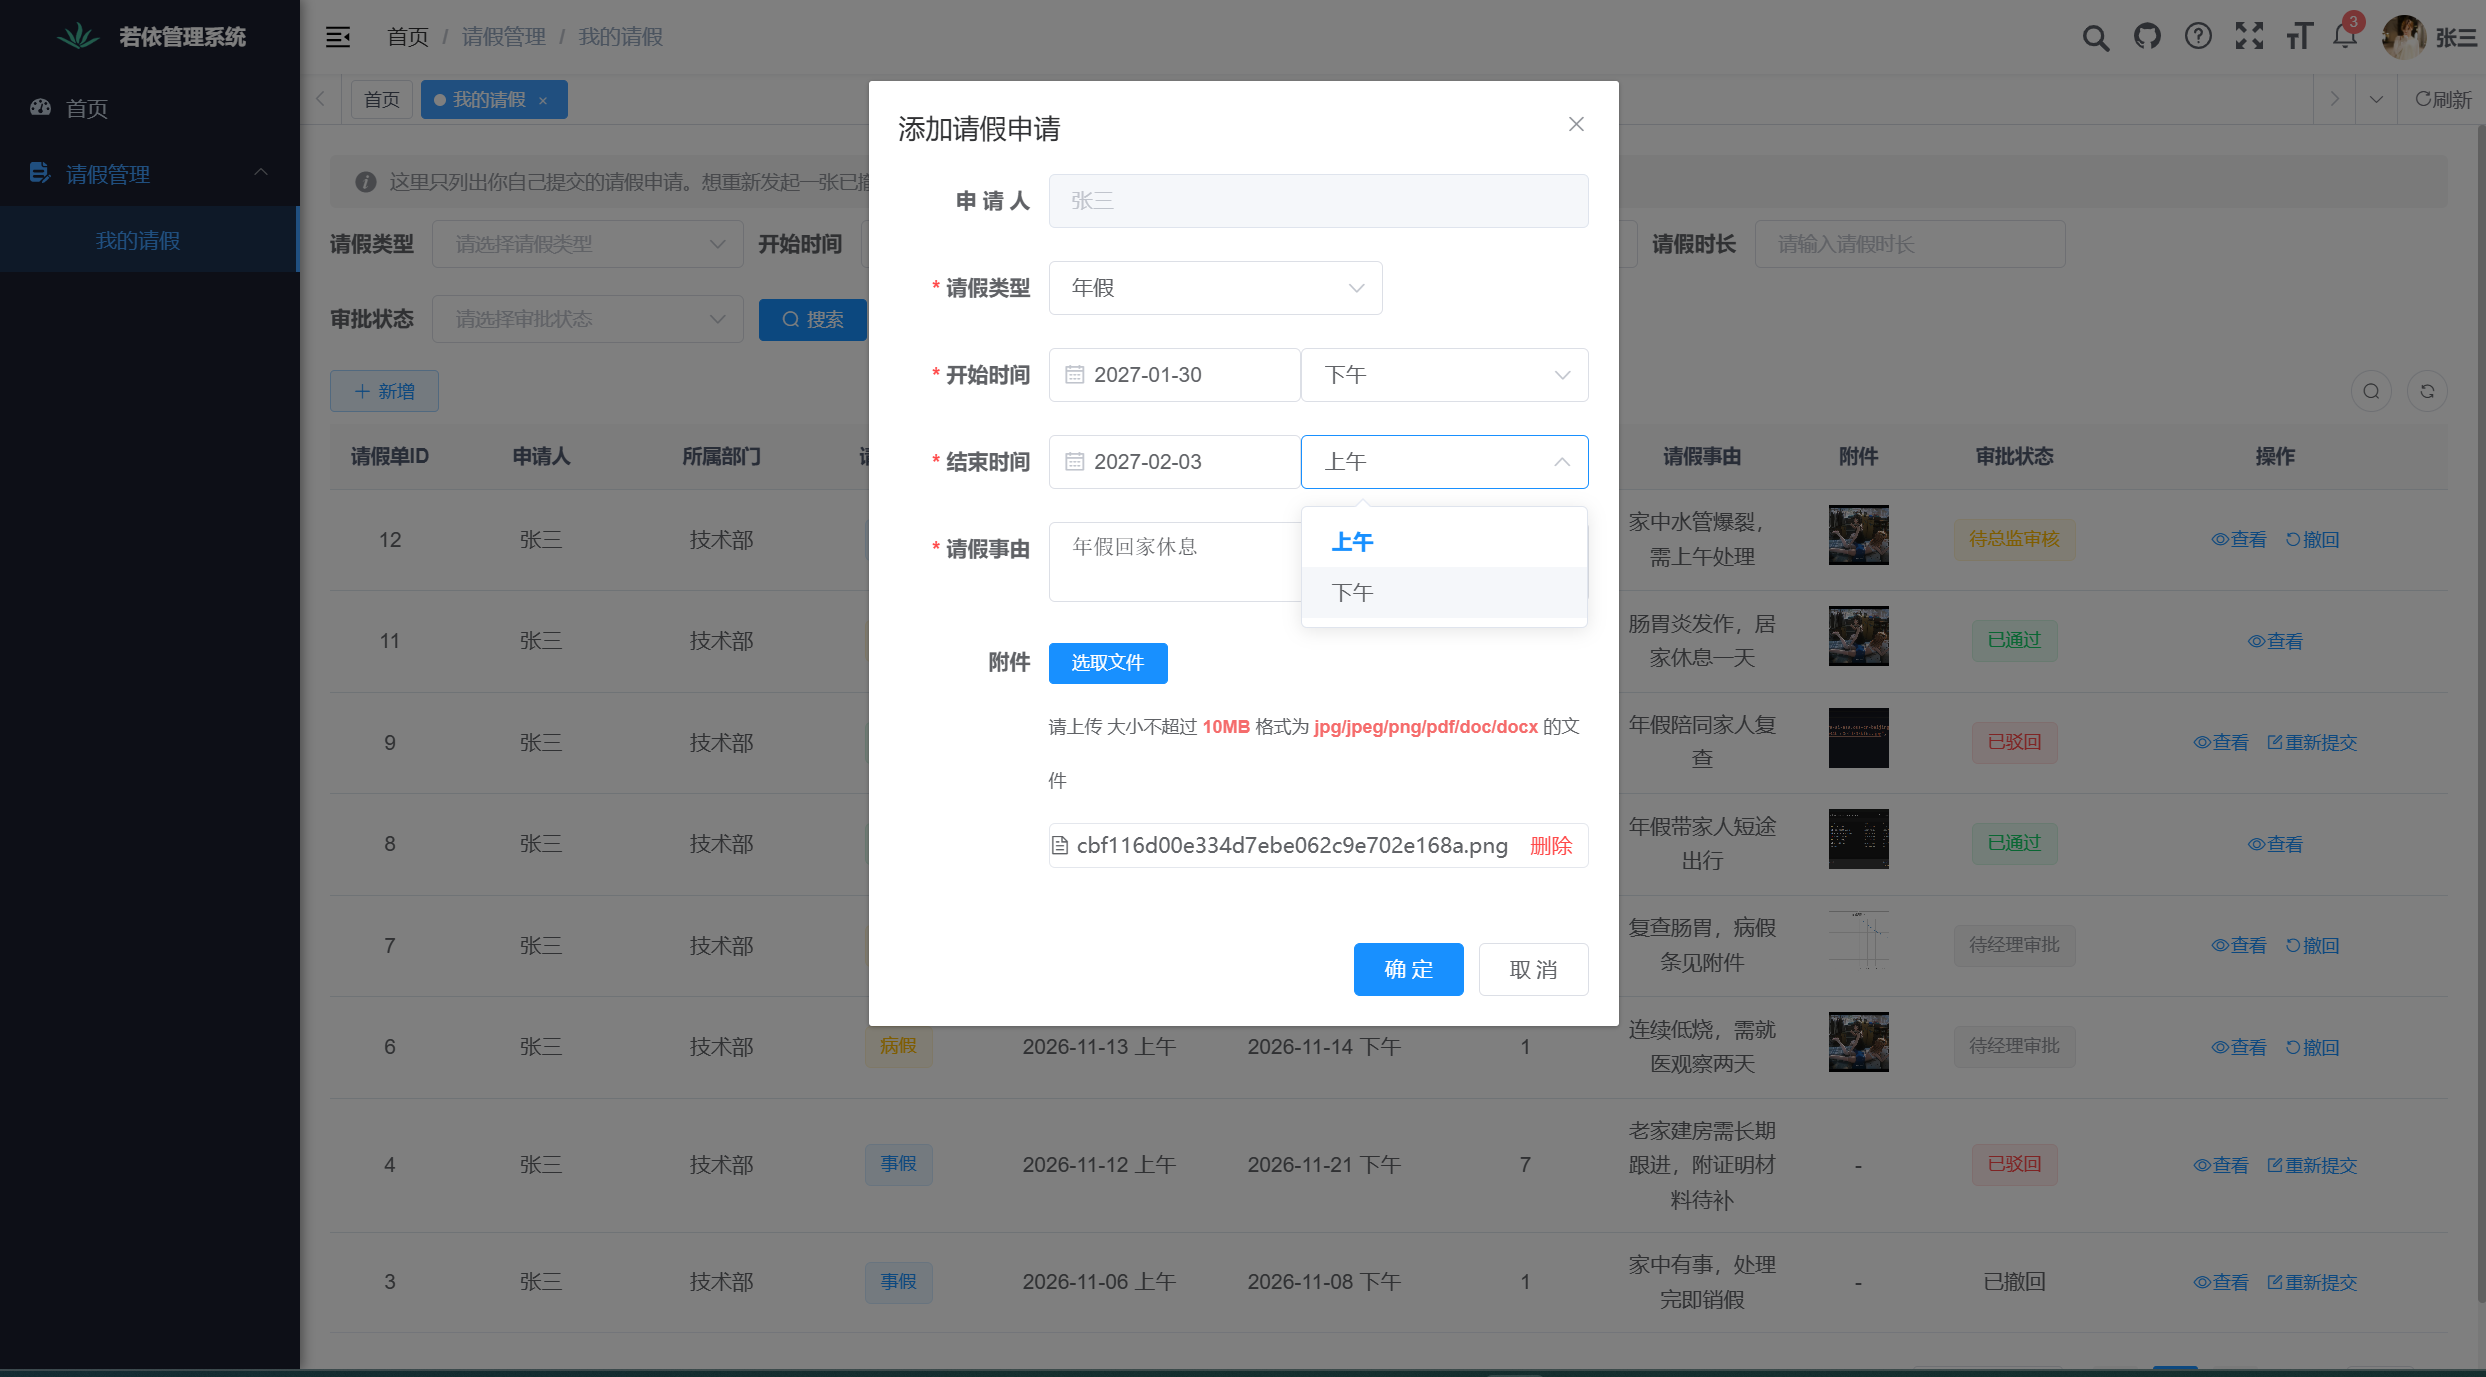 若依管理系统
首页
请假管理
我的请假
首页 / 请假管理 / 我的请假
3
张三
首页
我的请假
刷新
这里只列出你自己提交的请假申请。想重新发起一张已
请假类型
请选择请假类型
开始时间
请假时长
请输入请假时长
审批状态
请选择审批状态
搜索
新增
请假单ID 申请人 所属部门 请假事由 附件 审批状态 操作
12 张三 技术部 家中水管爆裂，需上午处理 待总监审核 查看 撤回
11 张三 技术部 肠胃炎发作，居家休息一天 已通过 查看
9 张三 技术部 年假陪同家人复查 已驳回 查看 重新提交
8 张三 技术部 年假带家人短途出行 已通过 查看
7 张三 技术部 复查肠胃，病假条见附件 待经理审批 查看 撤回
6 张三 技术部 病假 2026-11-13 上午 2026-11-14 下午 1 连续低烧，需就医观察两天 待经理审批 查看 撤回
4 张三 技术部 事假 2026-11-12 上午 2026-11-21 下午 7 老家建房需长期跟进，附证明材料待补 - 已驳回 查看 重新提交
3 张三 技术部 事假 2026-11-06 上午 2026-11-08 下午 1 家中有事，处理完即销假 - 已撤回 查看 重新提交
添加请假申请
申 请 人 张三
* 请假类型 年假
* 开始时间 2027-01-30 下午
* 结束时间 2027-02-03 上午
上午
下午
* 请假事由 年假回家休息
附件 选取文件
请上传 大小不超过 10MB 格式为 jpg/jpeg/png/pdf/doc/docx 的文
件
cbf116d00e334d7ebe062c9e702e168a.png 删除
确 定 取 消